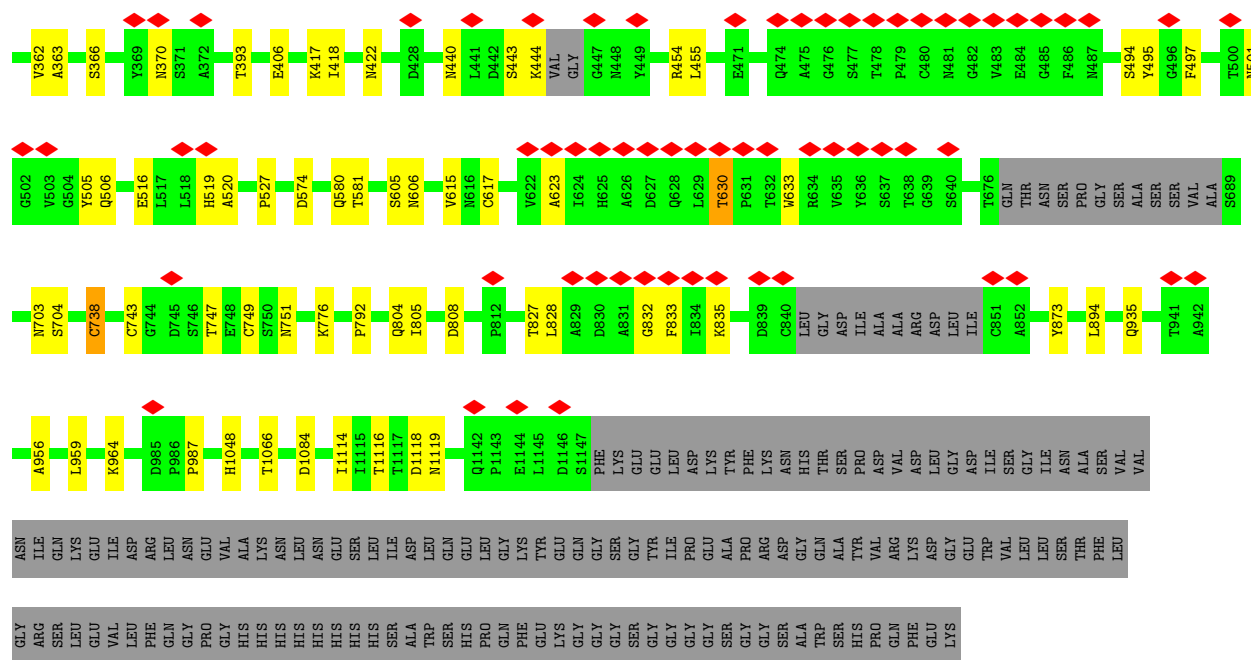 V362 A363 S366 Y369 N370 S371 A372 T393 E406 K417 I418 N422 D428 N440 L441 D442 S443 K444 VAL GLY G447 N448 Y449 R454 L455 E471 Q474 A475 G476 S477 T478 P479 C480 N481 G482 V483 E484 G485 F486 N487 S494 Y495 G496 F497 T500 N501
G502 V503 G504 Y505 Q506 E516 L517 L518 H519 A520 P527 D574 Q580 T581 S605 N606 V615 N616 C617 V622 A623 I624 H625 A626 D627 Q628 L629 T630 P631 T632 W633 R634 V635 Y636 S637 T638 G639 S640 T676 GLN THR ASN SER PRO GLY SER ALA SER SER VAL ALA S689
N703 S704 C738 C743 G744 D745 S746 T747 E748 C749 S750 N751 K776 P792 Q804 I805 D808 P812 T827 L828 A829 D830 A831 G832 F833 I834 K835 D839 C840 LEU GLY ASP ILE ALA ALA ARG ASP LEU ILE C851 A852 Y873 L894 Q935 T941 A942
A956 L959 K964 D985 P986 P987 H1048 T1066 D1084 I1114 I1115 T1116 T1117 D1118 N1119 Q1142 P1143 E1144 L1145 D1146 S1147 PHE LYS GLU GLU LEU ASP LYS TYR PHE LYS ASN HIS THR SER PRO ASP VAL ASP LEU GLY ASP ILE SER GLY ILE ASN ALA SER VAL VAL
ASN ILE GLN LYS GLU ILE ASP ARG LEU ASN GLU VAL ALA LYS ASN LEU ASN GLU SER LEU ILE ASP LEU GLN GLU LEU GLY LYS TYR GLU GLN GLY SER GLY TYR ILE PRO GLU ALA PRO ARG ASP GLY GLN ALA TYR VAL ARG LYS ASP GLY GLU TRP VAL LEU LEU SER THR PHE LEU
GLY ARG SER LEU GLU VAL LEU PHE GLN GLY PRO GLY HIS HIS HIS HIS HIS HIS HIS HIS SER ALA TRP SER HIS PRO GLN PHE GLU LYS GLY GLY GLY SER GLY GLY GLY GLY SER GLY GLY SER ALA TRP SER HIS PRO GLN PHE GLU LYS